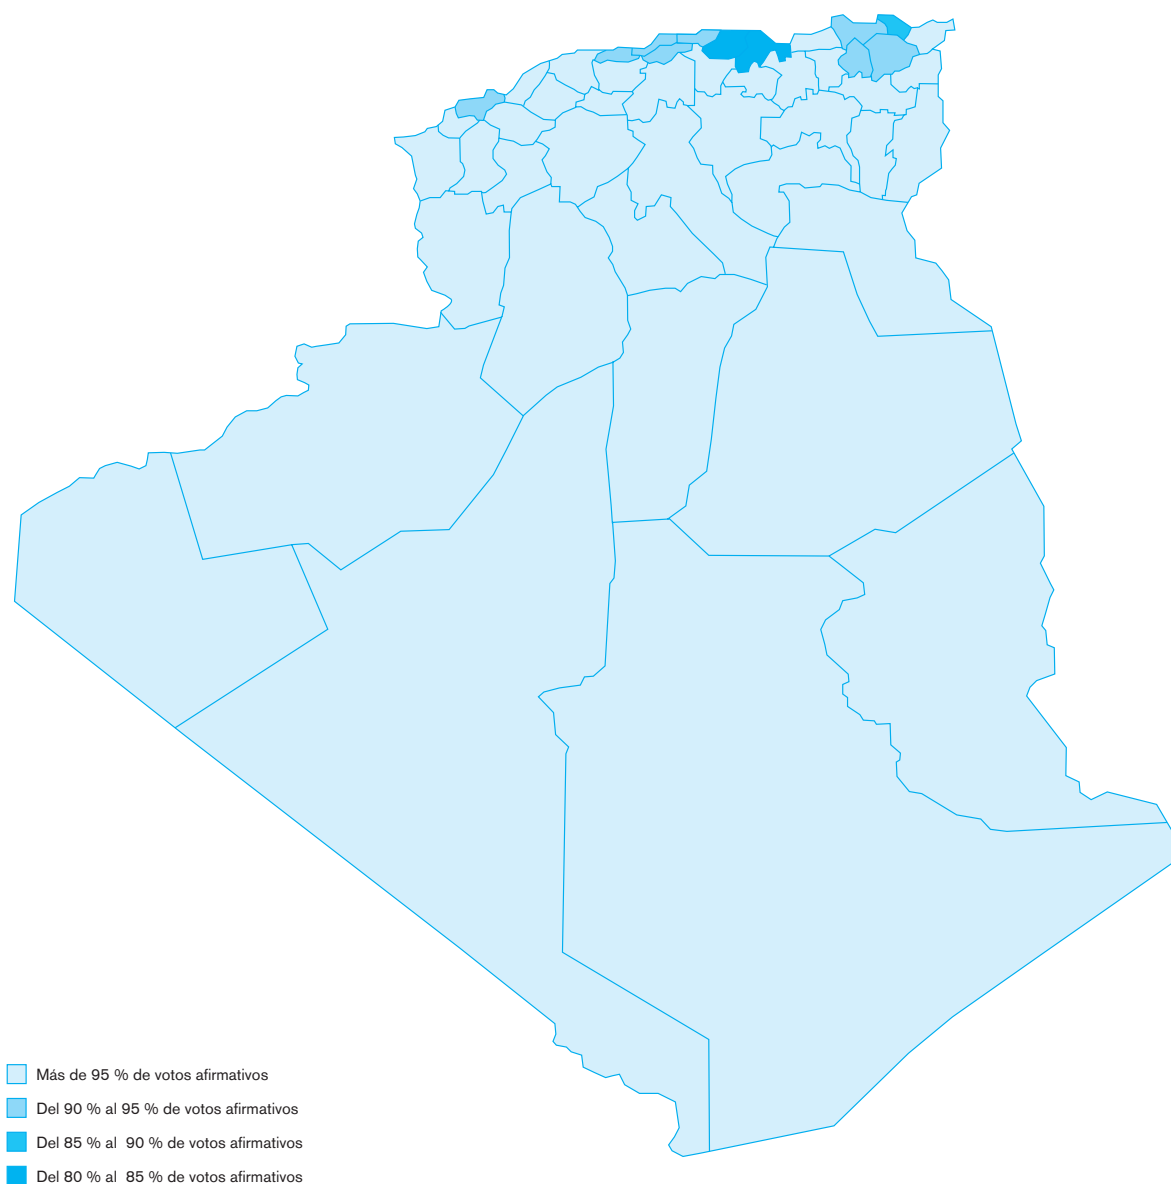 Más de 95 % de votos afirmativos
Del 90 % al 95 % de votos afirmativos
Del 85 % al  90 % de votos afirmativos
Del 80 % al  85 % de votos afirmativos